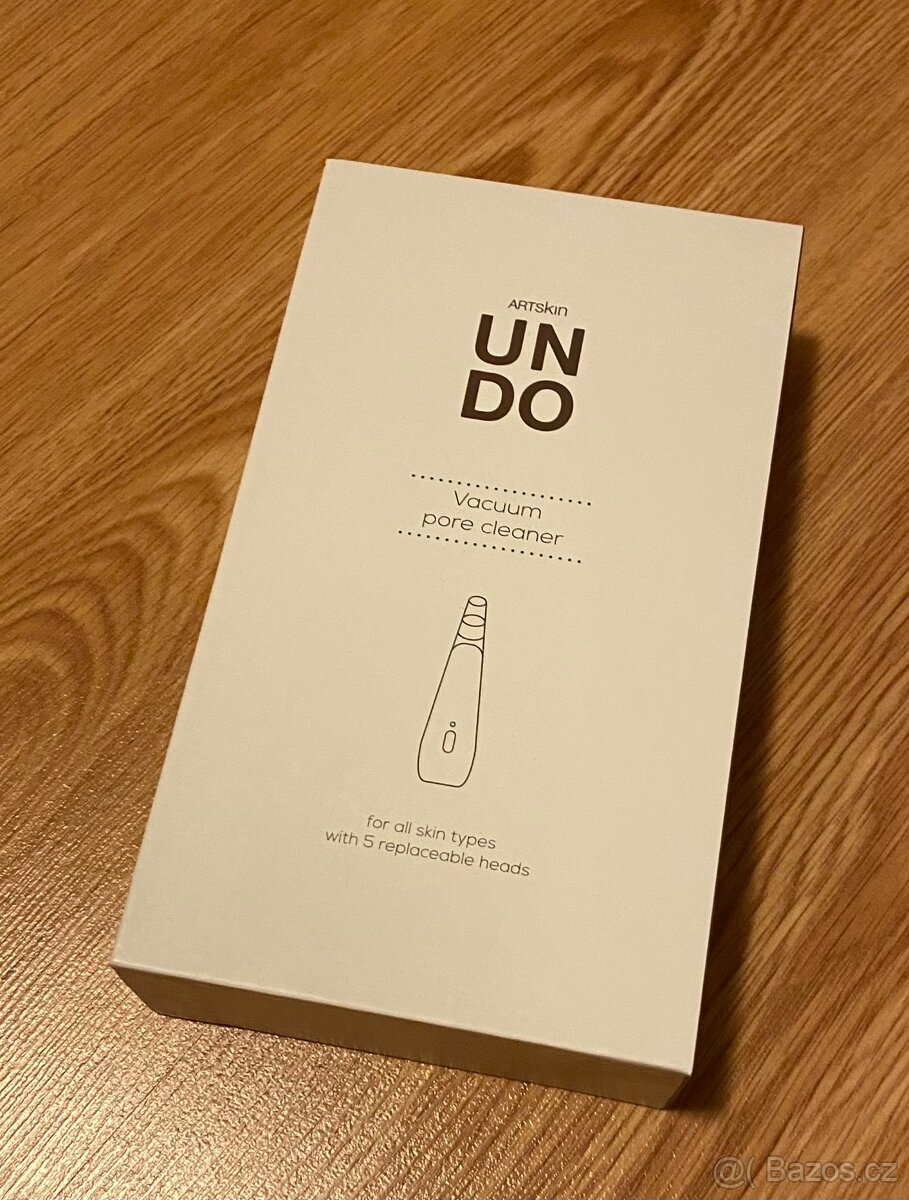 ARTskin
UN
DO
Vacuum
pore cleaner
for all skin types
with 5 replaceable heads
@( Bazos.cz